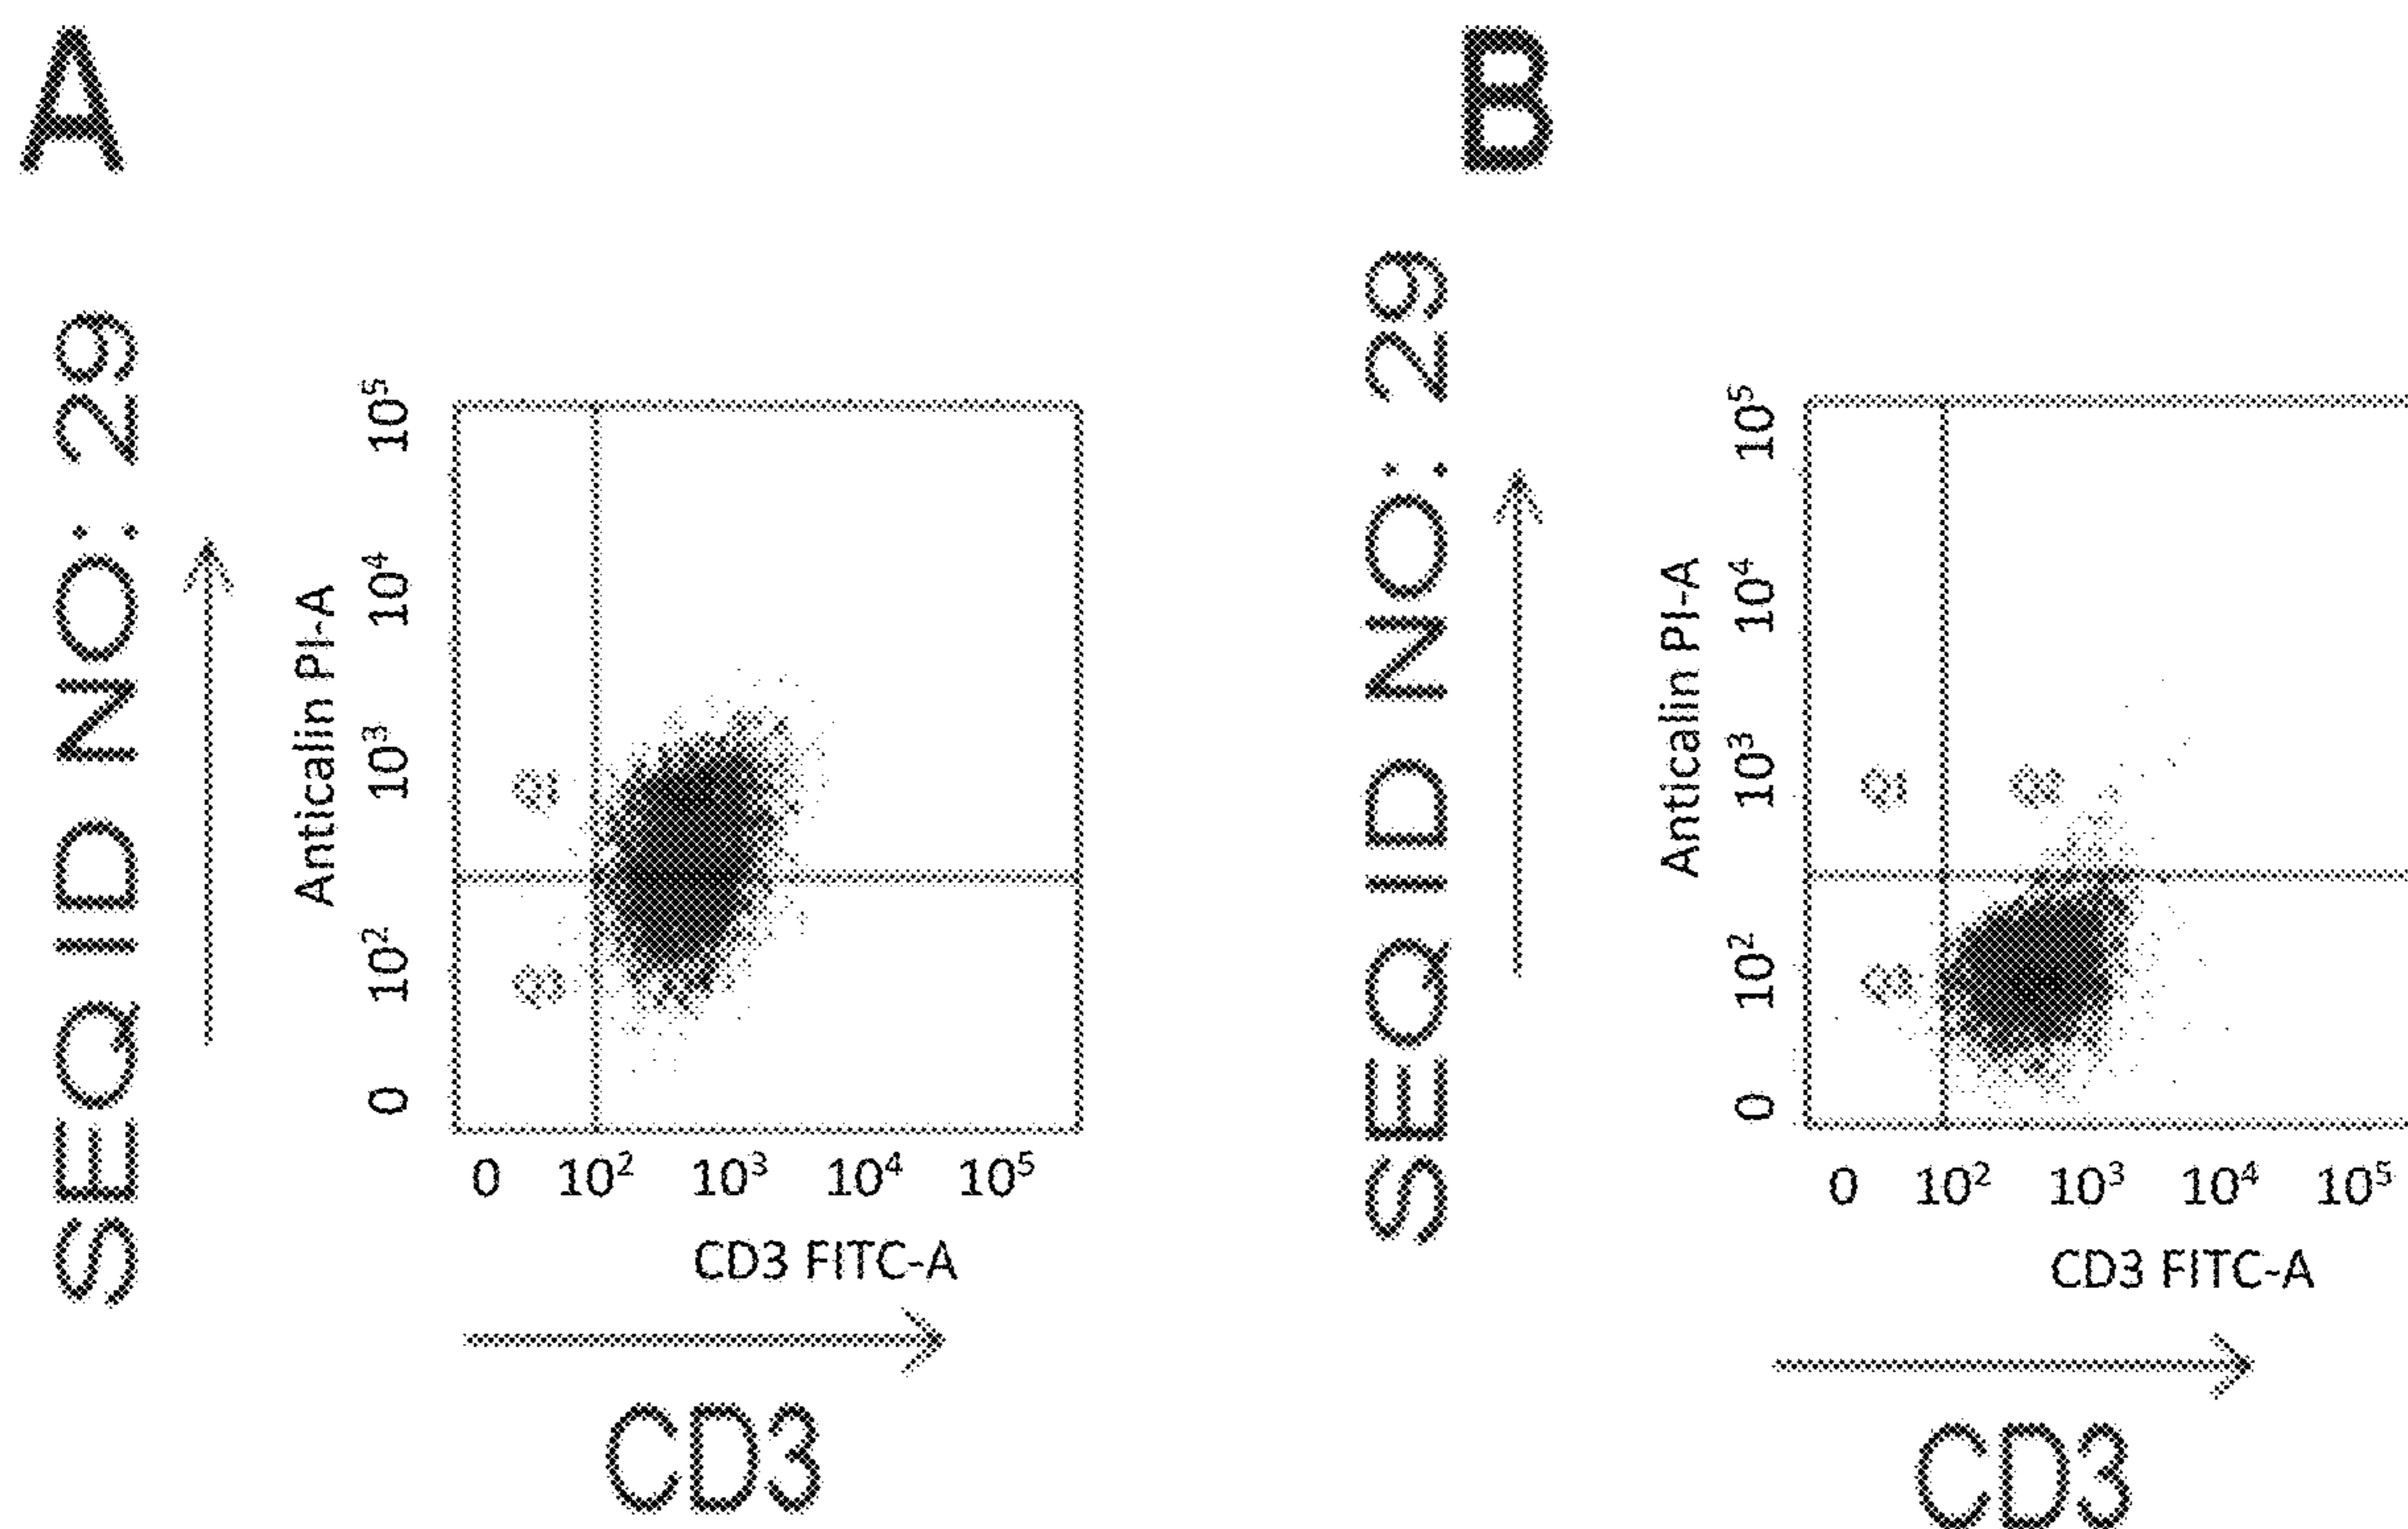 A
SEQ ID NO: 29
Anticalin PI-A
10⁵
10⁴
10³
10²
0
0 10² 10³ 10⁴ 10⁵
CD3 FITC-A
CD3
B
SEQ ID NO: 29
Anticalin PI-A
10⁵
10⁴
10³
10²
0
0 10² 10³ 10⁴ 10⁵
CD3 FITC-A
CD3